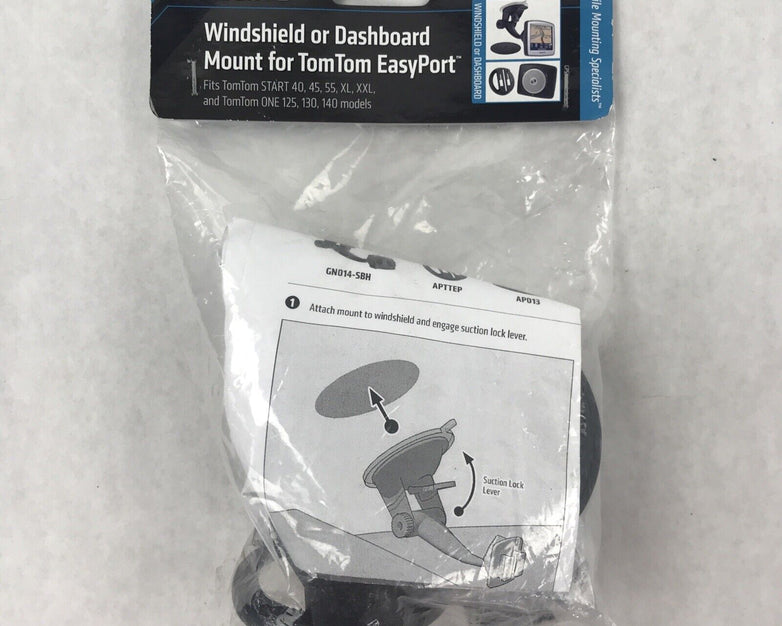 Windshield or Dashboard
Mount for TomTom EasyPort™
Fits TomTom START 40, 45, 55, XL, XXL,
and TomTom ONE 125, 130, 140 models
WINDSHIELD or DASHBOARD
Mounting Specialists™
GN014-SBH
APTTEP
AP013
1 Attach mount to windshield and engage suction lock lever.
Suction Lock
Lever